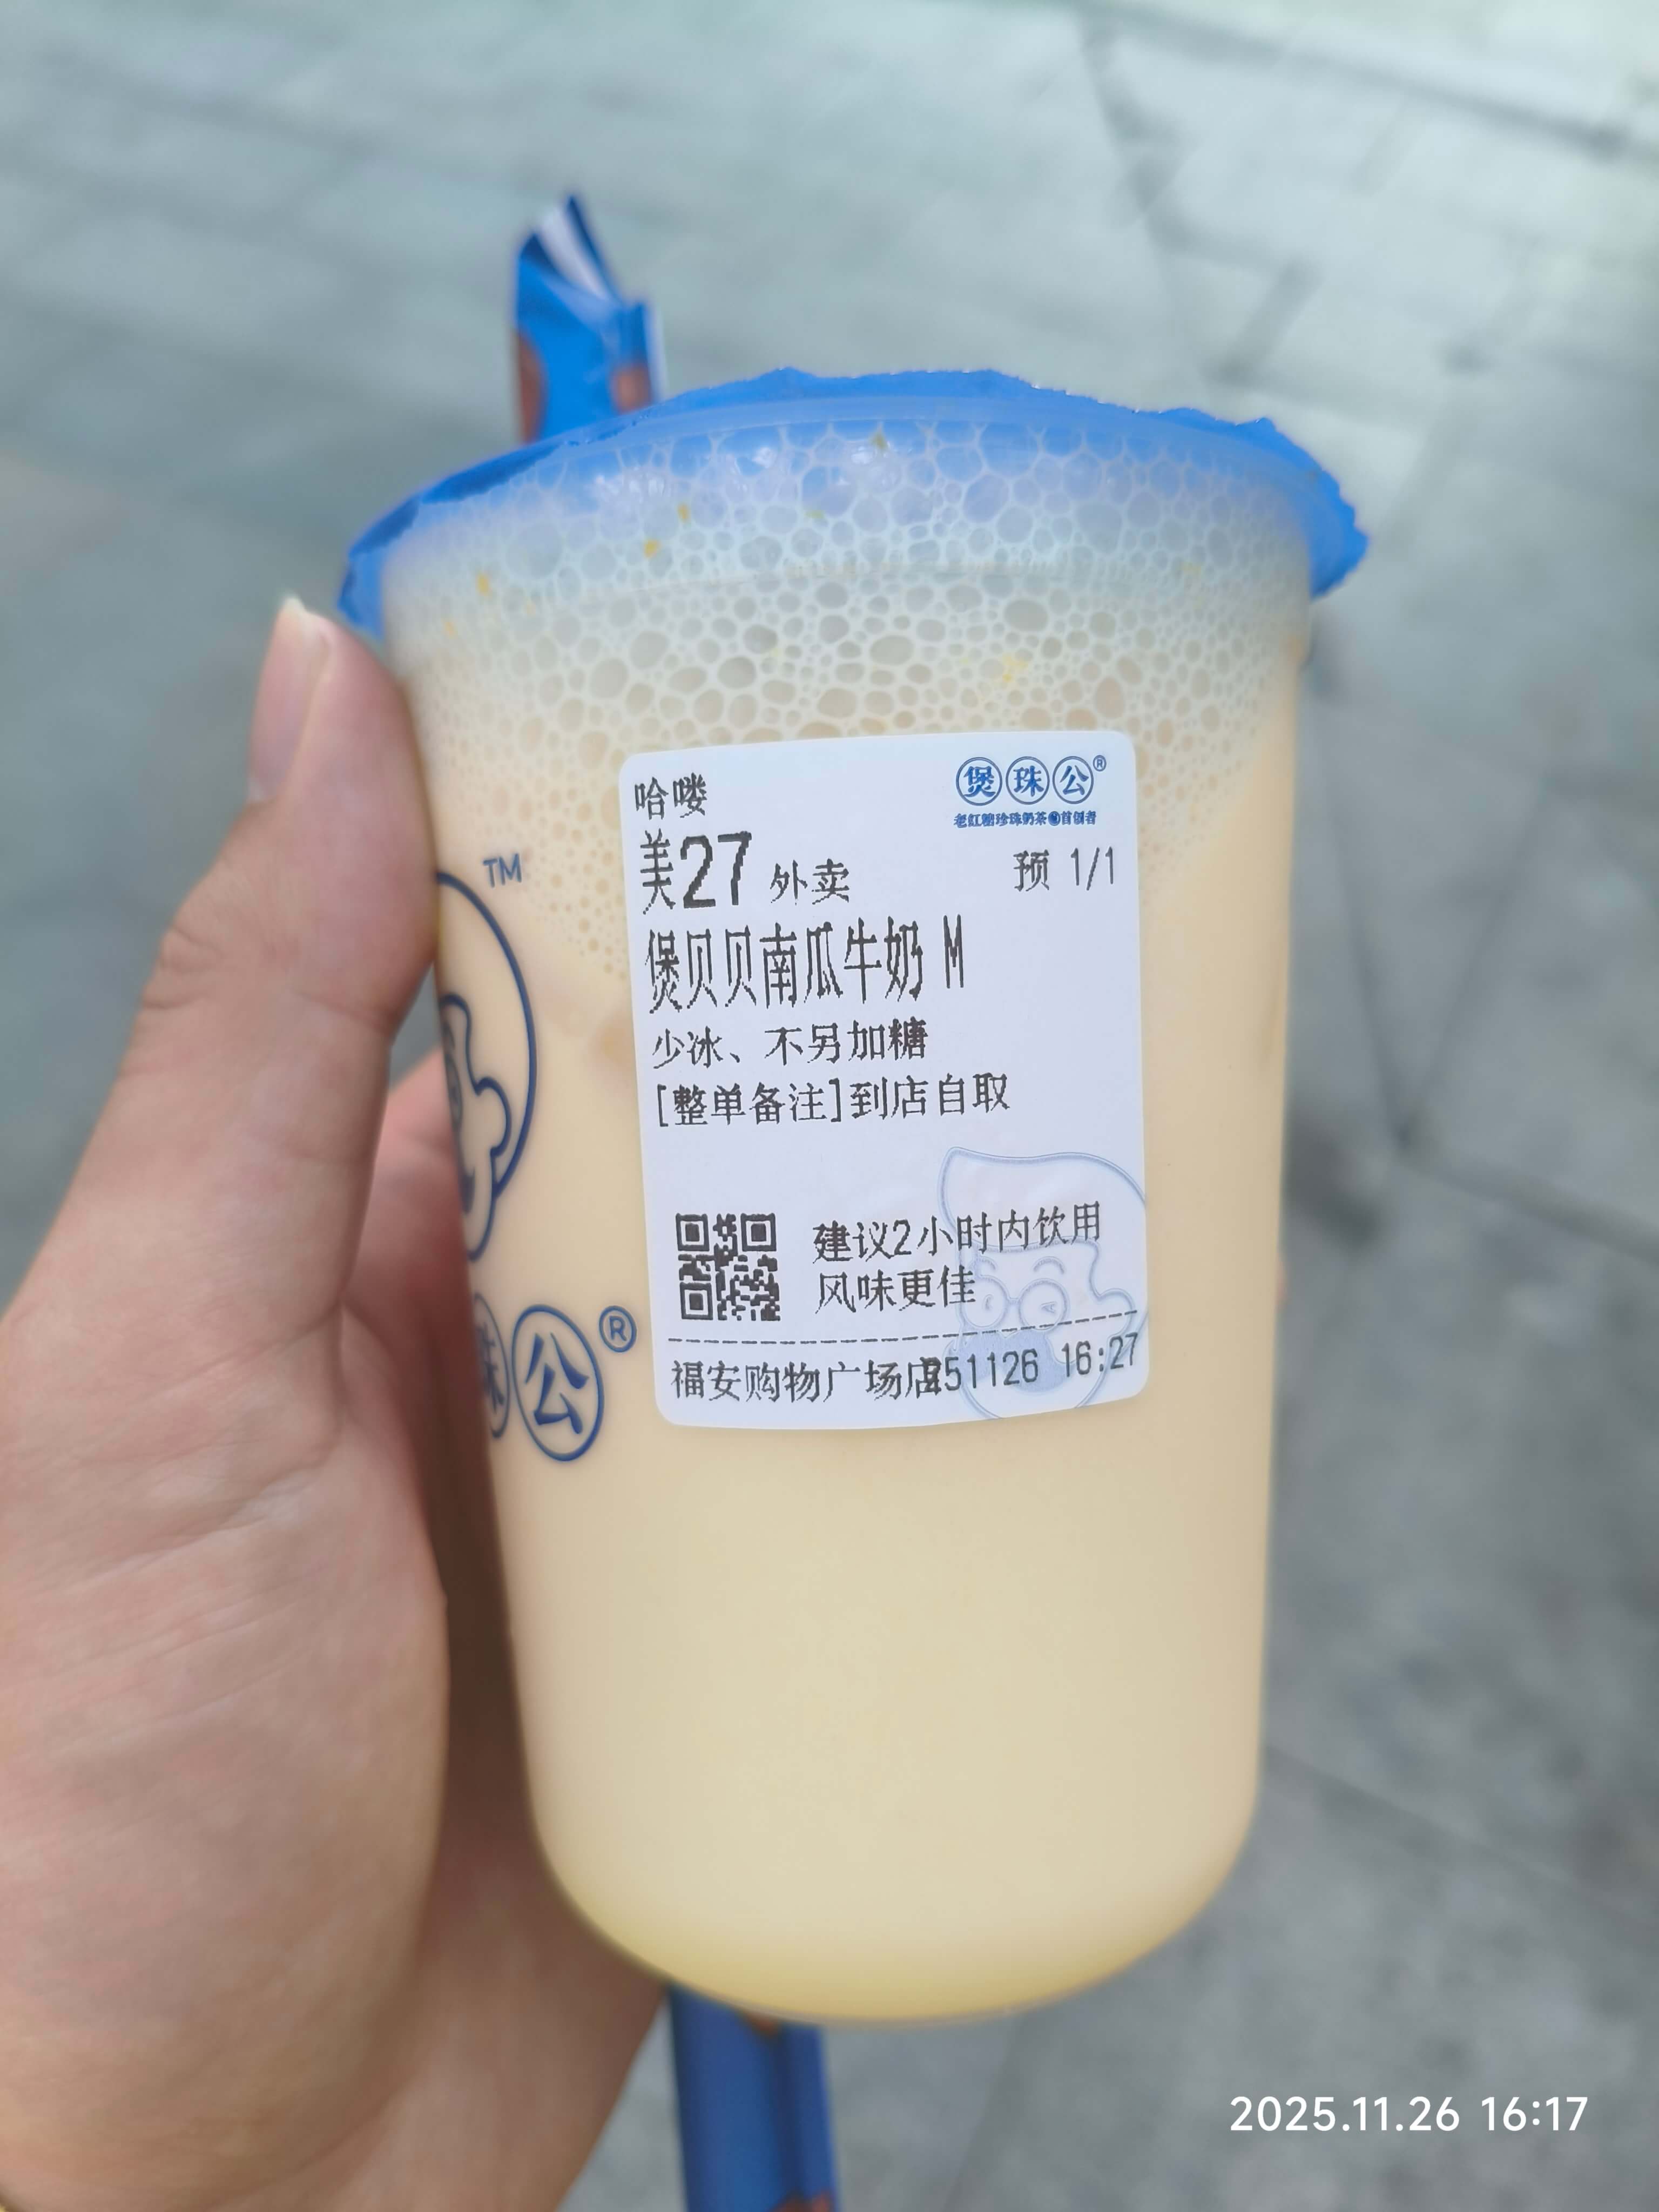 哈喽
煲珠公®
老红糖珍珠奶茶首创者
美27 外卖
预 1/1
煲贝贝南瓜牛奶 M
少冰、不另加糖
[整单备注]到店自取
建议2小时内饮用
风味更佳
福安购物广场店 251126 16:27
TM
珠公®
2025.11.26 16:17